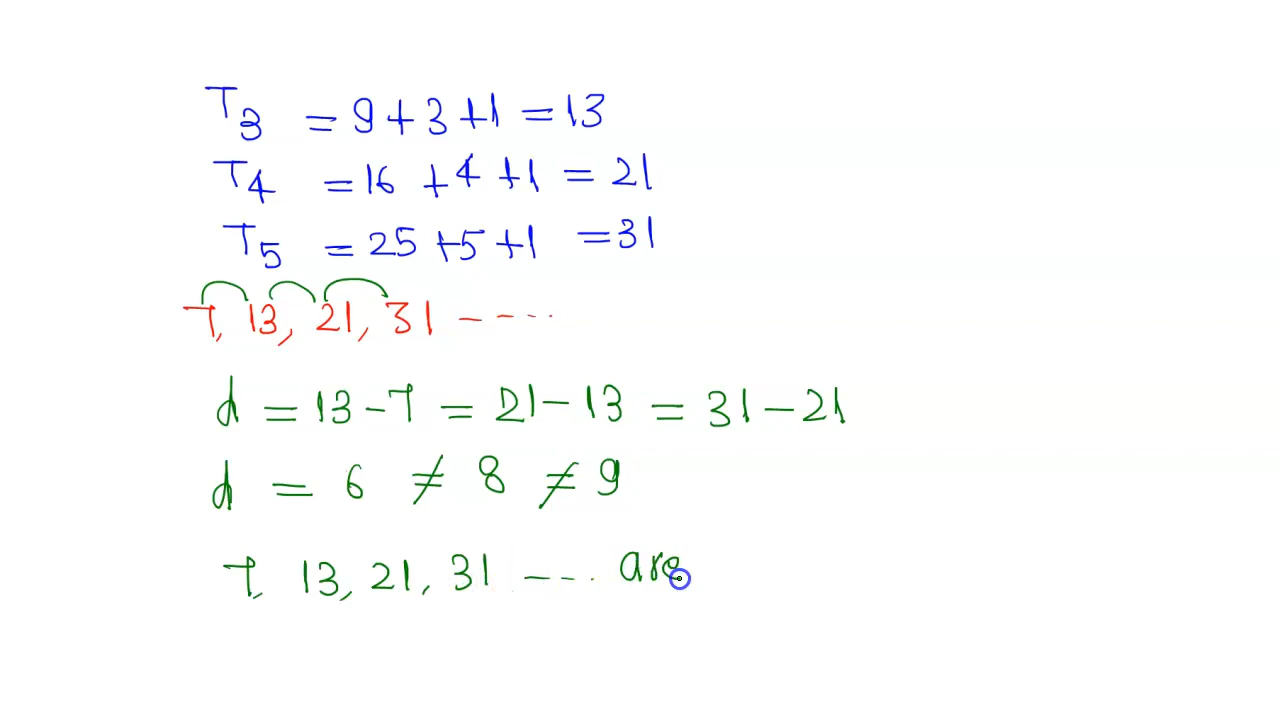 T3 = 9 + 3 + 1 = 13
T4 = 16 + 4 + 1 = 21
T5 = 25 + 5 + 1 = 31
7, 13, 21, 31 - - - -
d = 13 - 7 = 21 - 13 = 31 - 21
d = 6 ≠ 8 ≠ 9
7, 13, 21, 31 - - - - are